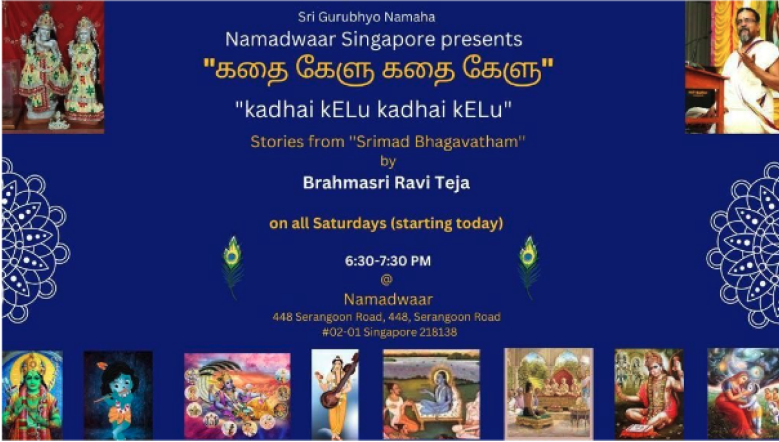 Sri Gurubhyo Namaha
Namadwaar Singapore presents
"கதை கேளு கதை கேளு"
"kadhai kELu kadhai kELu"
Stories from "Srimad Bhagavatham"
by
Brahmasri Ravi Teja
on all Saturdays (starting today)
6:30-7:30 PM
@
Namadwaar
448 Serangoon Road, 448, Serangoon Road
#02-01 Singapore 218138